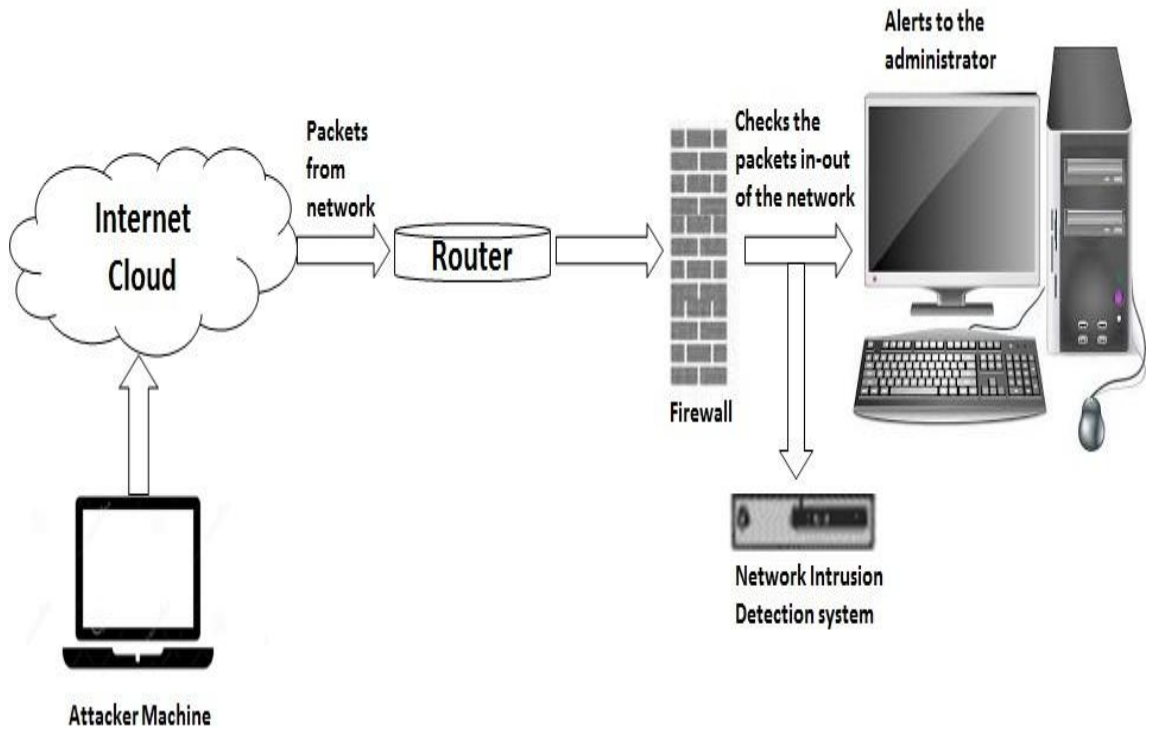 Alerts to the
administrator
Packets
from
network
Checks the
packets in-out
of the network
Internet
Cloud
Router
Firewall
Network Intrusion
Detection system
Attacker Machine